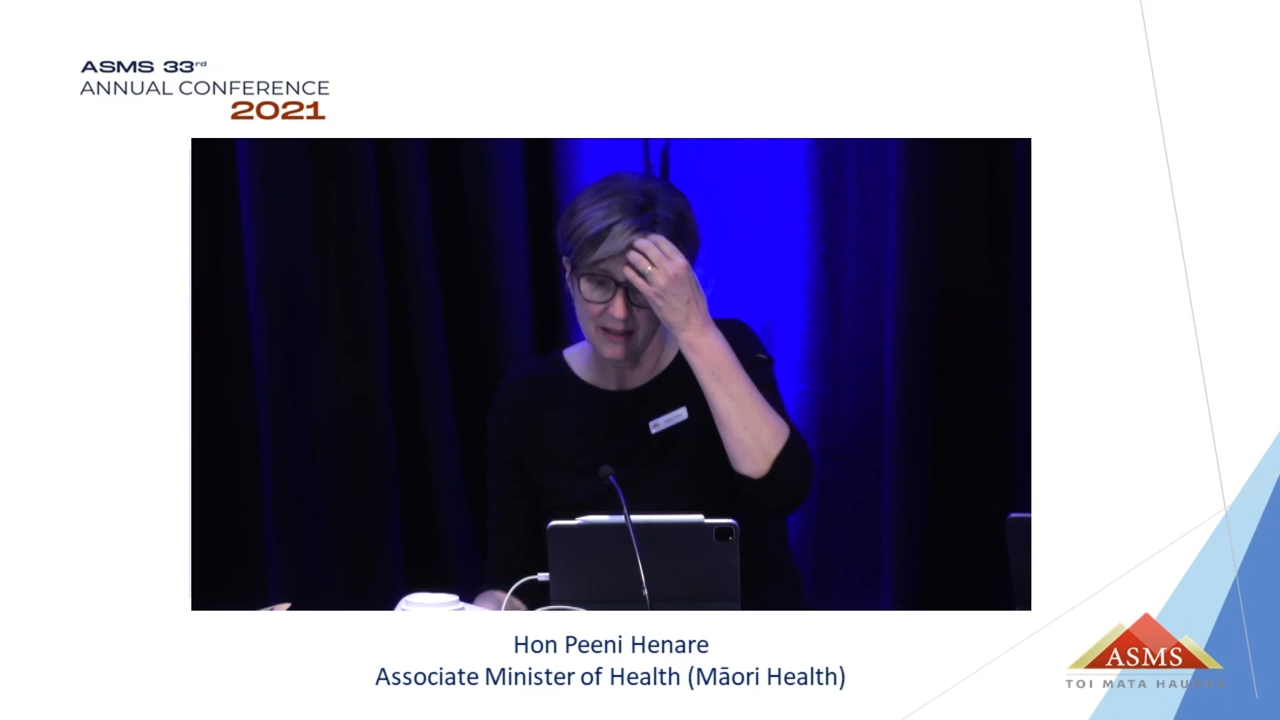 ASMS 33rd
ANNUAL CONFERENCE
2021
Hon Peeni Henare
Associate Minister of Health (Māori Health)
ASMS
TOI MATA HAUORA